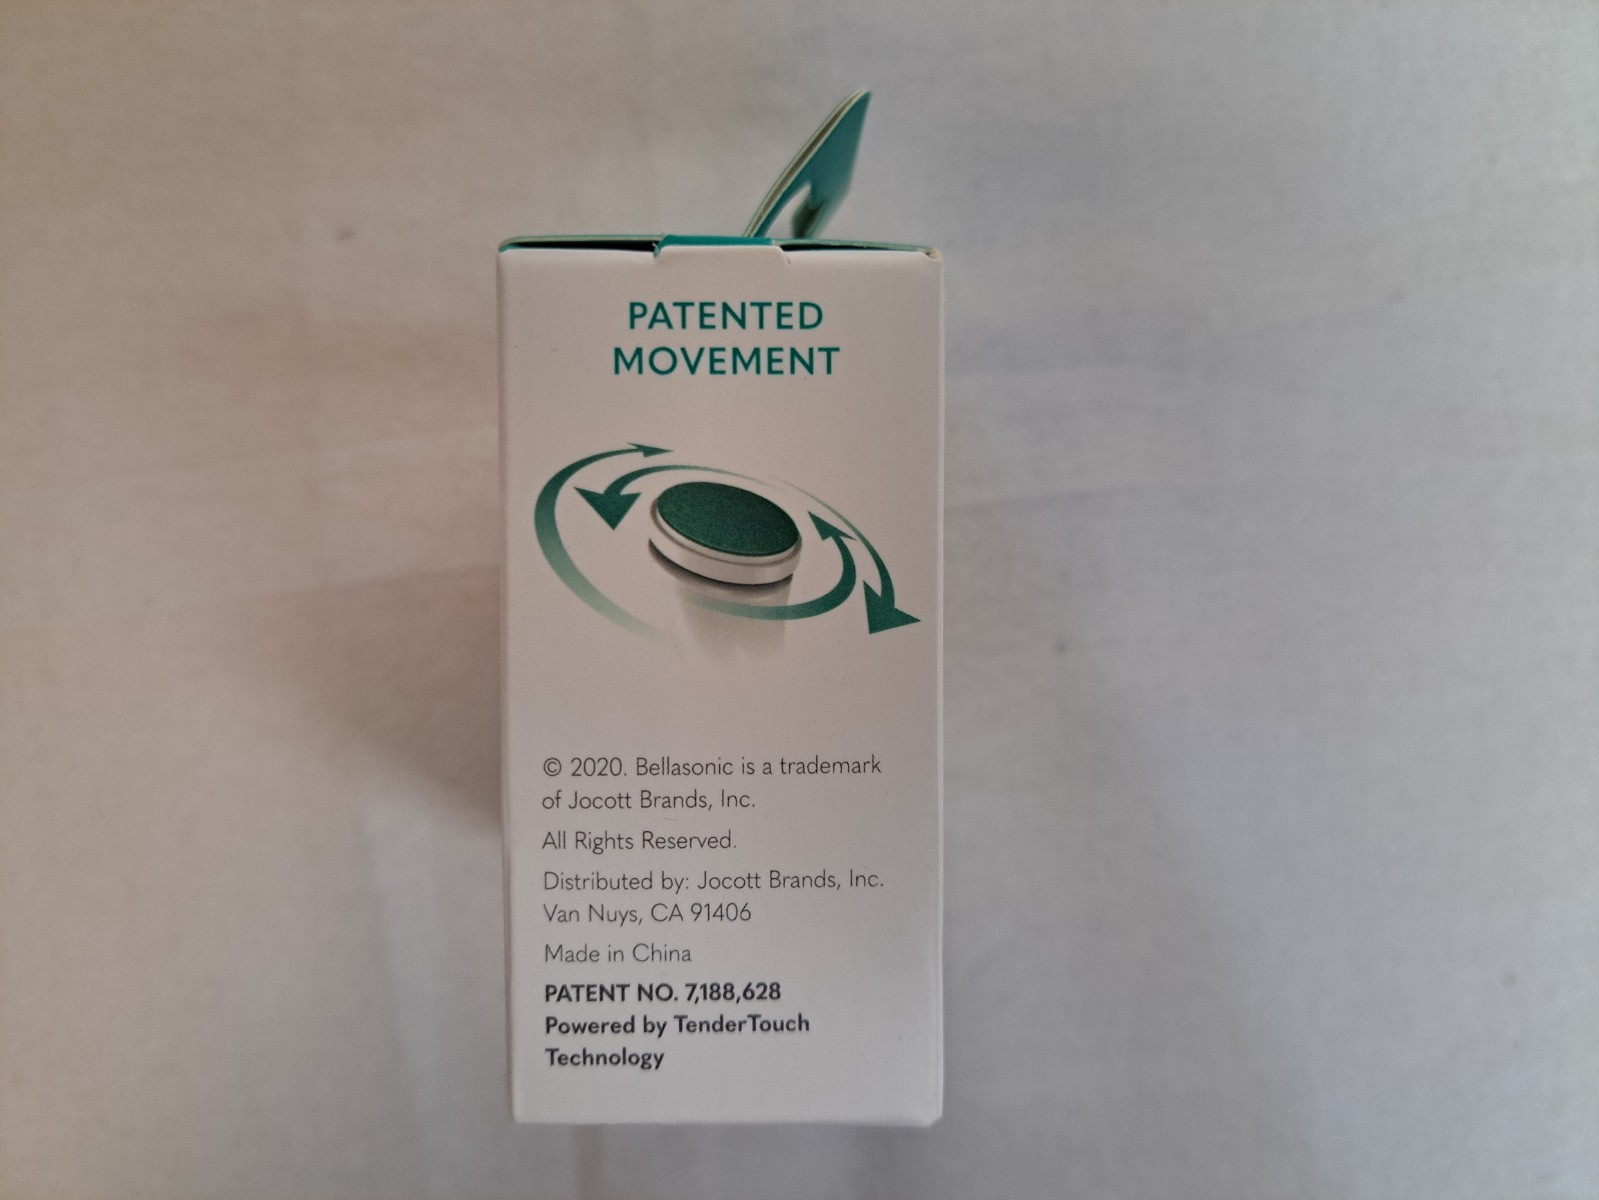 PATENTED
MOVEMENT
© 2020. Bellasonic is a trademark
of Jocott Brands, Inc.
All Rights Reserved.
Distributed by: Jocott Brands, Inc.
Van Nuys, CA 91406
Made in China
PATENT NO. 7,188,628
Powered by TenderTouch
Technology